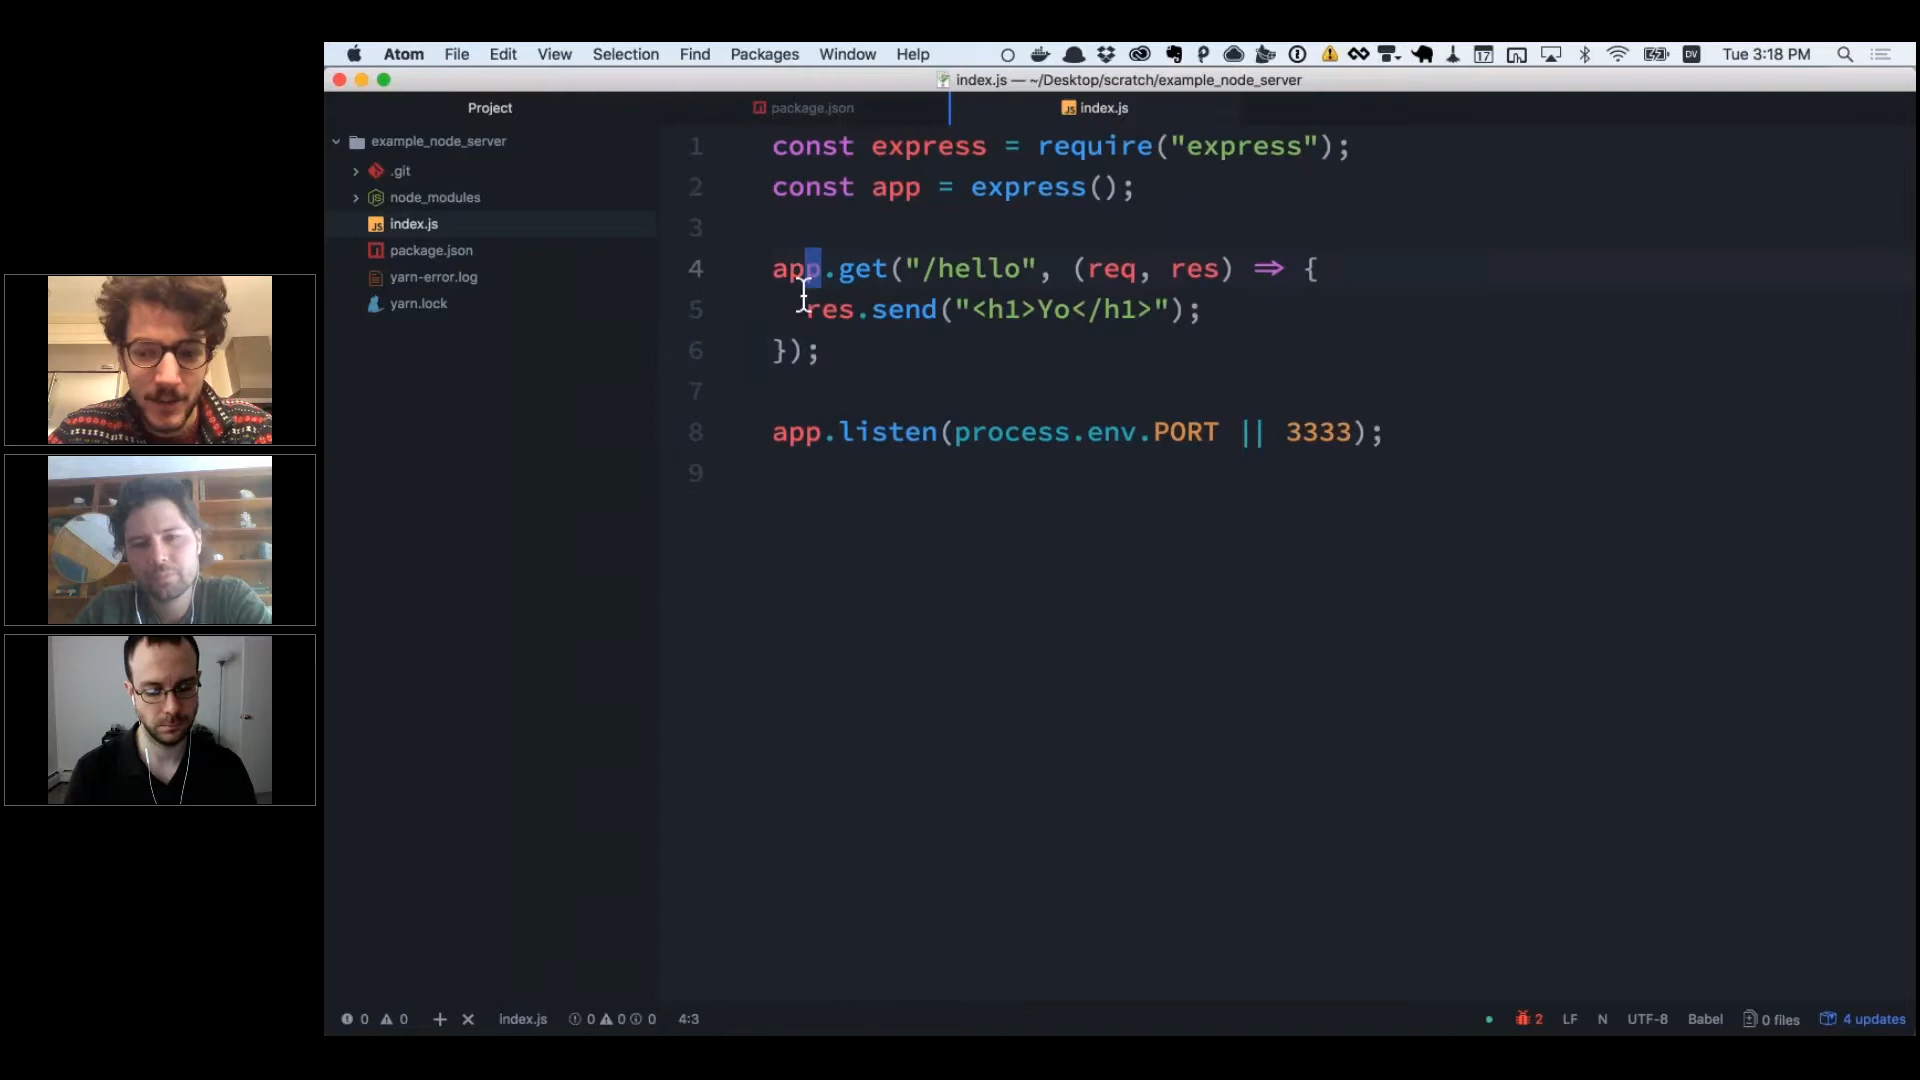 Atom File Edit View Selection Find Packages Window Help 17 DV Tue 3:18 PM
index.js — ~/Desktop/scratch/example_node_server
Project
package.json
index.js
example_node_server
.git
node_modules
index.js
package.json
yarn-error.log
yarn.lock
1 const express = require("express");
2 const app = express();
3
4 app.get("/hello", (req, res) => {
5 res.send("<h1>Yo</h1>");
6 });
7
8 app.listen(process.env.PORT || 3333);
9
0 0 index.js 0 0 0 4:3 2 LF N UTF-8 Babel 0 files 4 updates